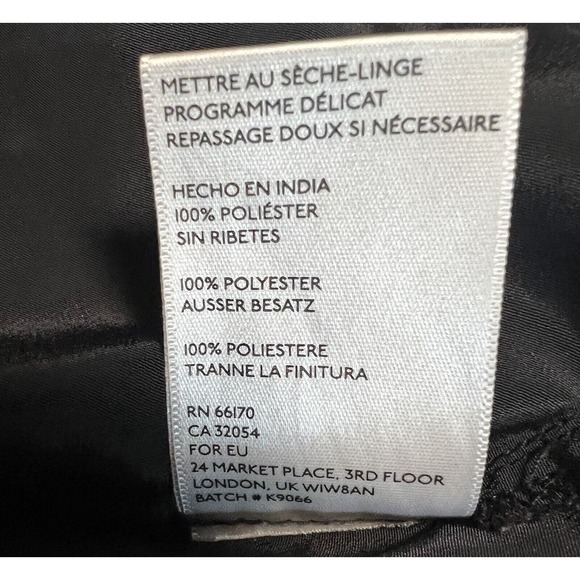 METTRE AU SÈCHE-LINGE
PROGRAMME DÉLICAT
REPASSAGE DOUX SI NÉCESSAIRE
HECHO EN INDIA
100% POLIÉSTER
SIN RIBETES
100% POLYESTER
AUSSER BESATZ
100% POLIESTERE
TRANNE LA FINITURA
RN 66170
CA 32054
FOR EU
24 MARKET PLACE, 3RD FLOOR
LONDON, UK W1W8AN
BATCH # K9066